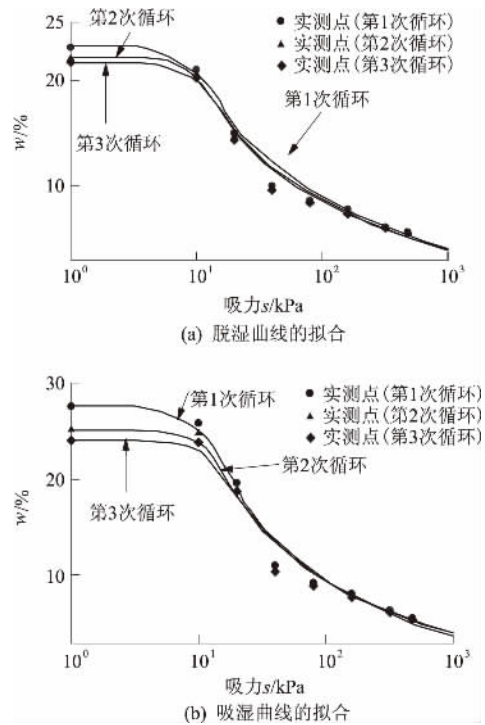 25
20
10
w/%
第2次循环
第3次循环
第1次循环
● 实测点(第1次循环)
▲ 实测点(第2次循环)
◆ 实测点(第3次循环)
10⁰
10¹
10²
10³
吸力s/kPa
(a) 脱湿曲线的拟合
30
20
10
w/%
第1次循环
第2次循环
第3次循环
● 实测点(第1次循环)
▲ 实测点(第2次循环)
◆ 实测点(第3次循环)
10⁰
10¹
10²
10³
吸力s/kPa
(b) 吸湿曲线的拟合